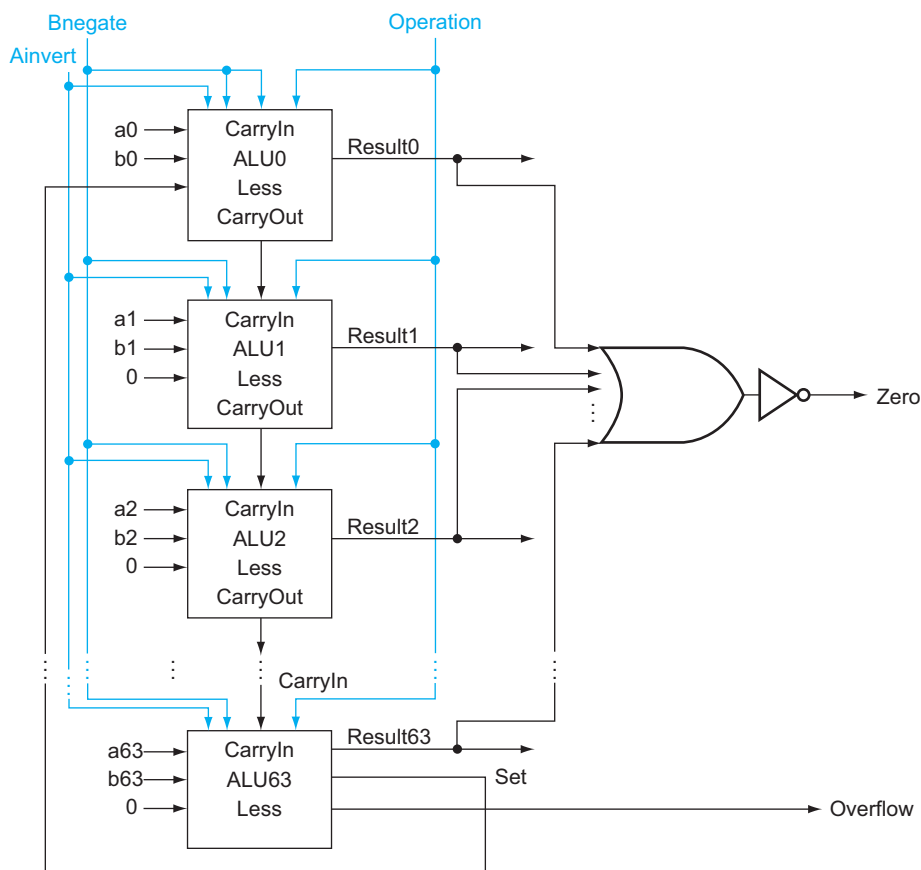 Bnegate
Operation
Ainvert
a0
b0
CarryIn
ALU0
Less
CarryOut
Result0
a1
b1
0
CarryIn
ALU1
Less
CarryOut
Result1
Zero
a2
b2
0
CarryIn
ALU2
Less
CarryOut
Result2
CarryIn
a63
b63
0
CarryIn
ALU63
Less
Result63
Set
Overflow